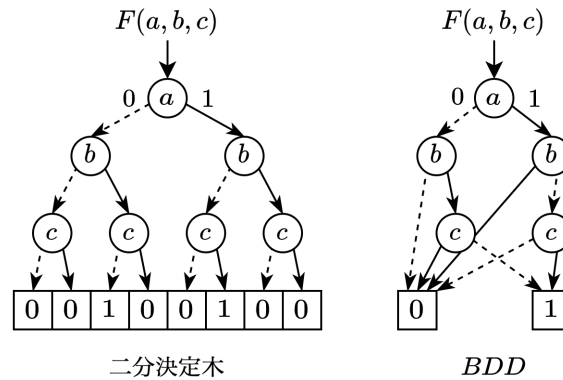 F(a, b, c) F(a, b, c)
0 a 1 0 a 1
b b b b
c c c c c c
0 0 1 0 0 1 0 0 0 1
二分決定木 BDD